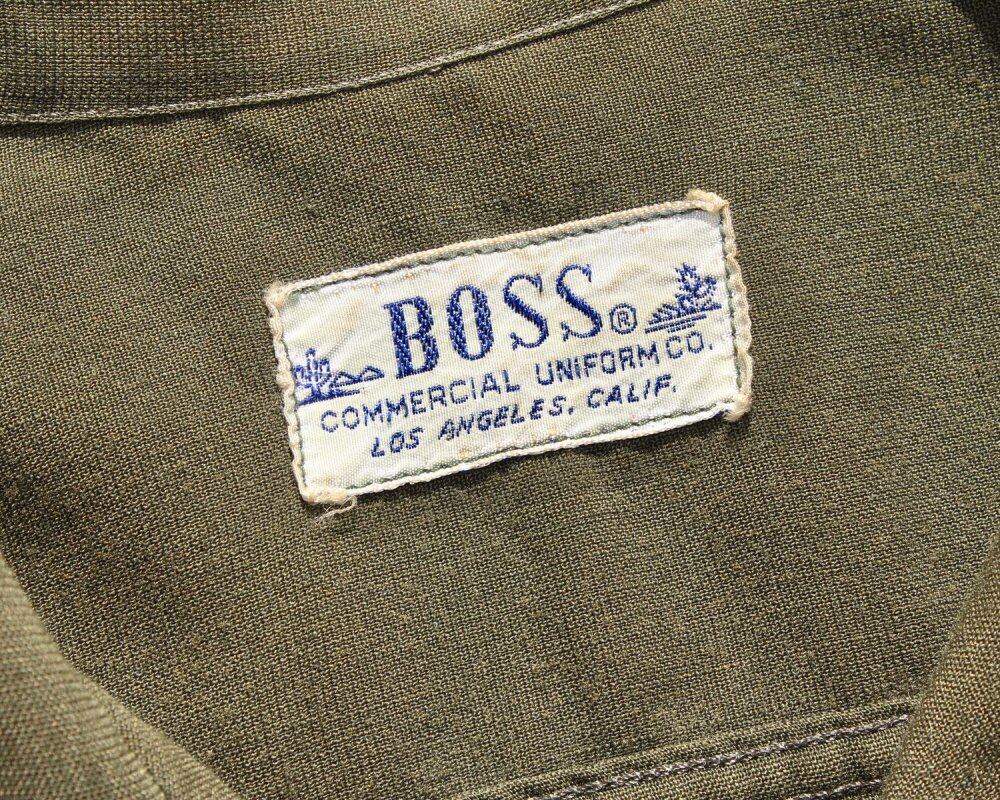 BOSS®
COMMERCIAL UNIFORM CO.
LOS ANGELES, CALIF.